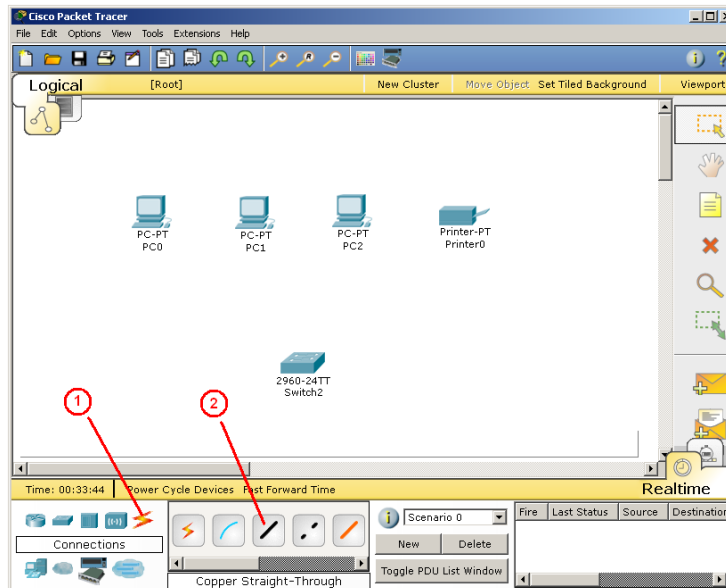 Cisco Packet Tracer
File Edit Options View Tools Extensions Help
Logical [Root] New Cluster Move Object Set Tiled Background Viewport
PC-PT
PC0
PC-PT
PC1
PC-PT
PC2
Printer-PT
Printer0
2960-24TT
Switch2
1
2
Time: 00:33:44 Power Cycle Devices Fast Forward Time Realtime
Connections
Copper Straight-Through
Scenario 0
New Delete
Toggle PDU List Window
Fire Last Status Source Destination